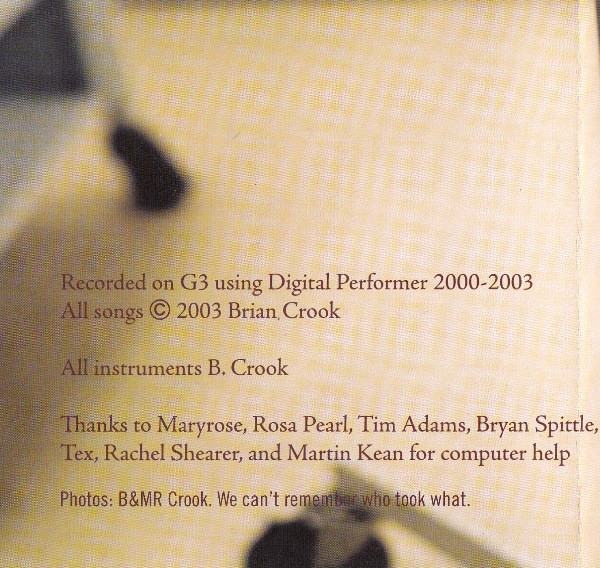 Recorded on G3 using Digital Performer 2000-2003
All songs © 2003 Brian Crook
All instruments B. Crook
Thanks to Maryrose, Rosa Pearl, Tim Adams, Bryan Spittle,
Tex, Rachel Shearer, and Martin Kean for computer help
Photos: B&MR Crook. We can't remember who took what.